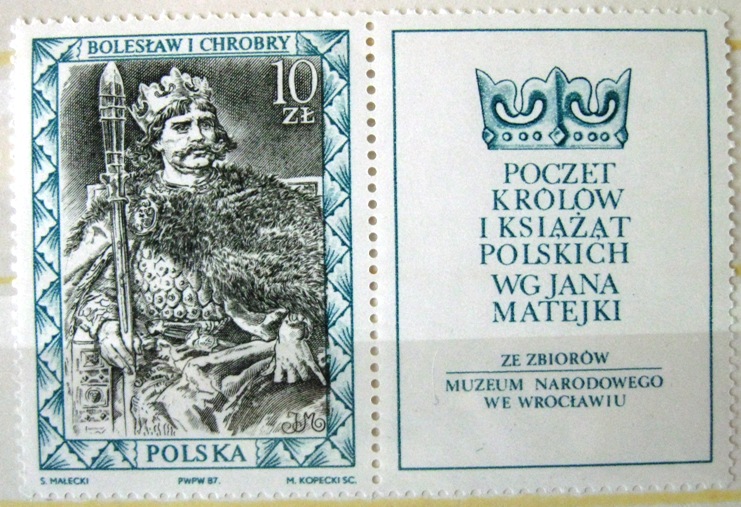 BOLESŁAW I CHROBRY
10
ZŁ
JM
POLSKA
S. MAŁECKI
PWPW 87.
M. KOPECKI SC.
POCZET
KRÓLÓW
I KSIĄŻĄT
POLSKICH
WG JANA
MATEJKI
ZE ZBIORÓW
MUZEUM NARODOWEGO
WE WROCŁAWIU